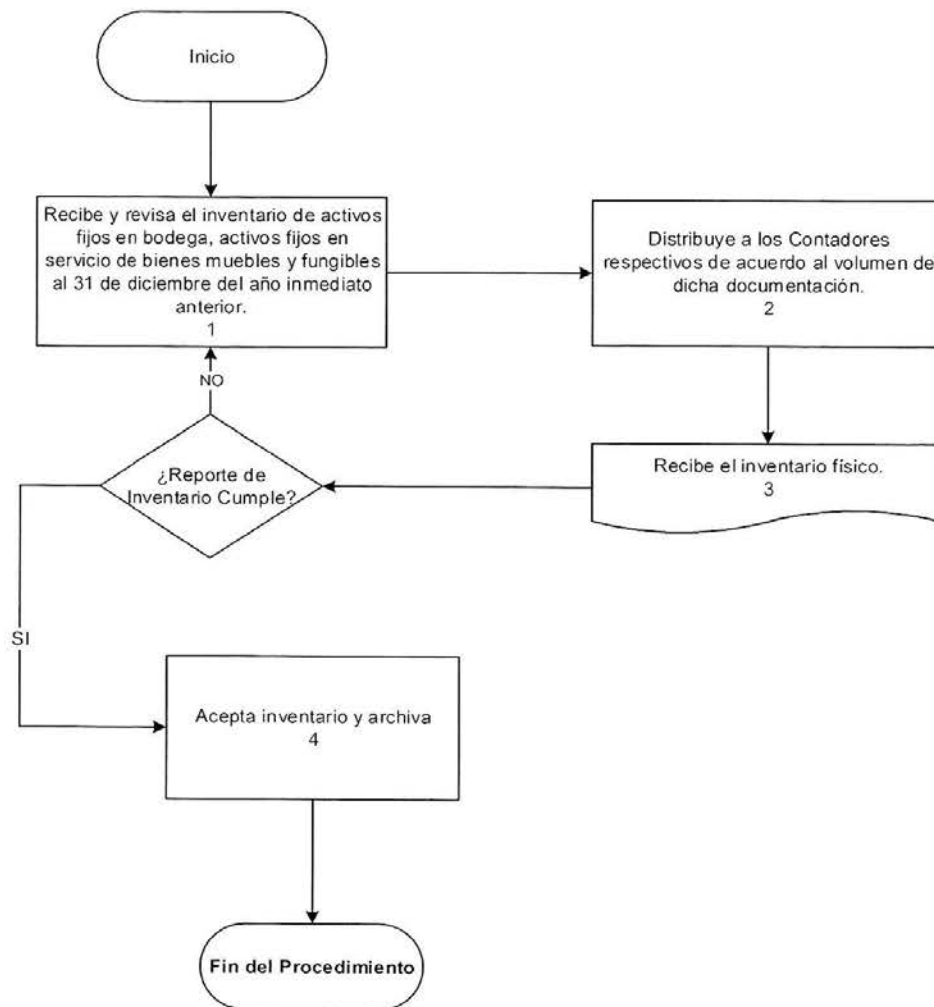 Inicio
Recibe y revisa el inventario de activos
fijos en bodega, activos fijos en
servicio de bienes muebles y fungibles
al 31 de diciembre del año inmediato
anterior.
1
Distribuye a los Contadores
respectivos de acuerdo al volumen de
dicha documentación.
2
Recibe el inventario físico.
3
¿Reporte de
Inventario Cumple?
NO
SI
Acepta inventario y archiva
4
Fin del Procedimiento